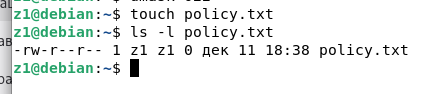 z1@debian:~$ touch policy.txt
z1@debian:~$ ls -l policy.txt
-rw-r--r-- 1 z1 z1 0 дек 11 18:38 policy.txt
z1@debian:~$